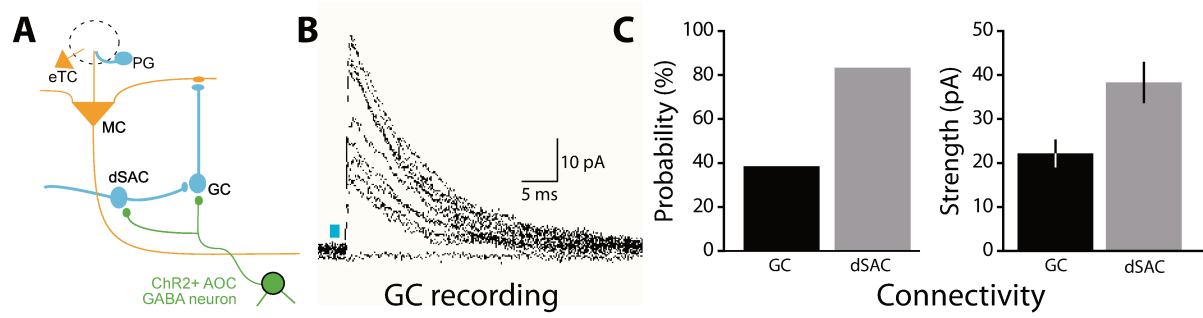 A
eTC
PG
MC
dSAC
GC
ChR2+ AOC
GABA neuron
B
10 pA
5 ms
GC recording
C
Probability (%)
100
80
60
40
20
0
GC
dSAC
Strength (pA)
50
40
30
20
10
0
GC
dSAC
Connectivity